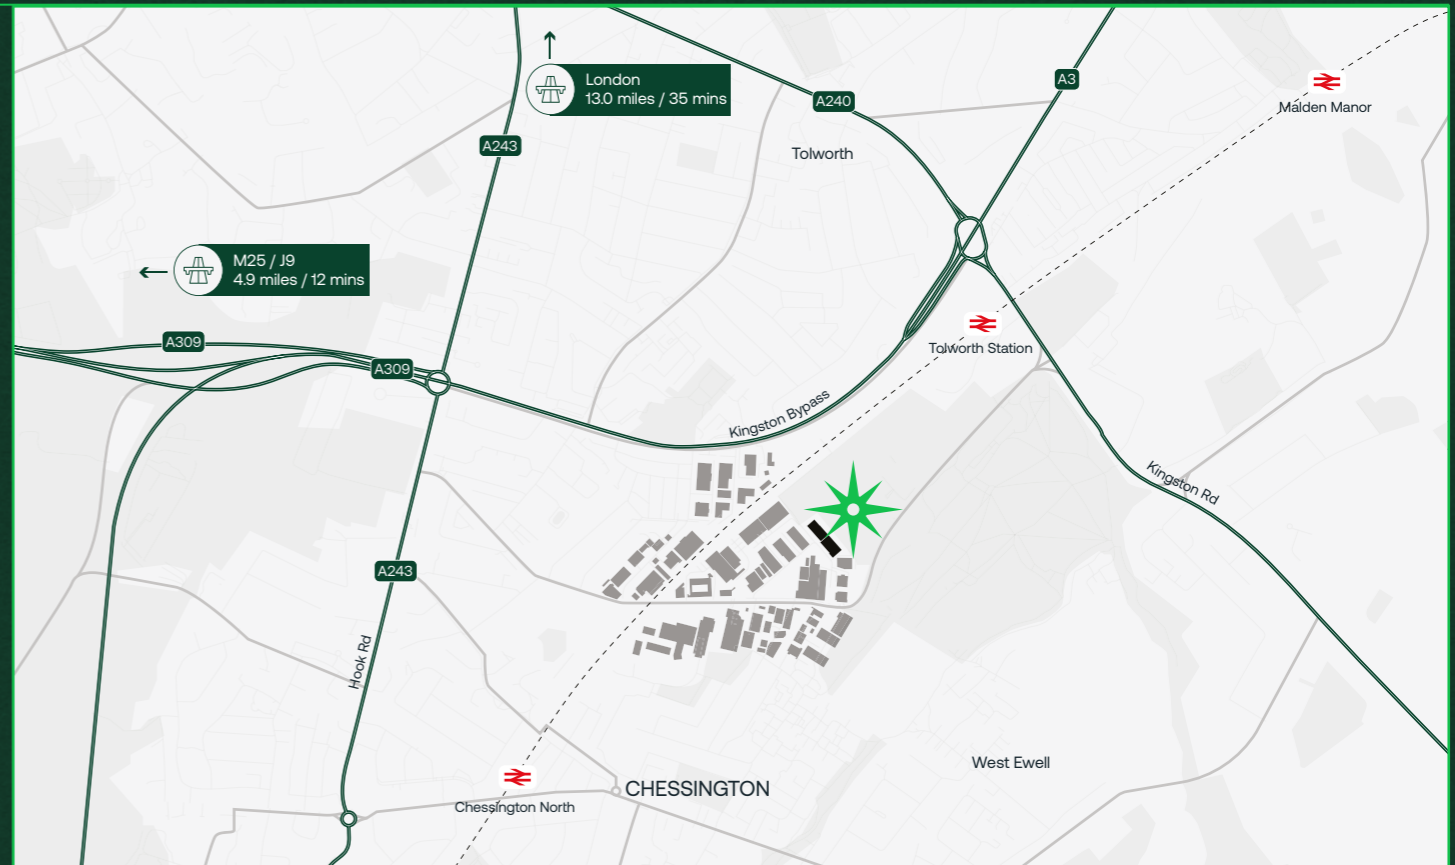 London
13.0 miles / 35 mins
A3
Malden Manor
A240
A243
Tolworth
M25 / J9
4.9 miles / 12 mins
A309
Tolworth Station
A309
Kingston Bypass
Kingston Rd
A243
Hook Rd
West Ewell
CHESSINGTON
Chessington North